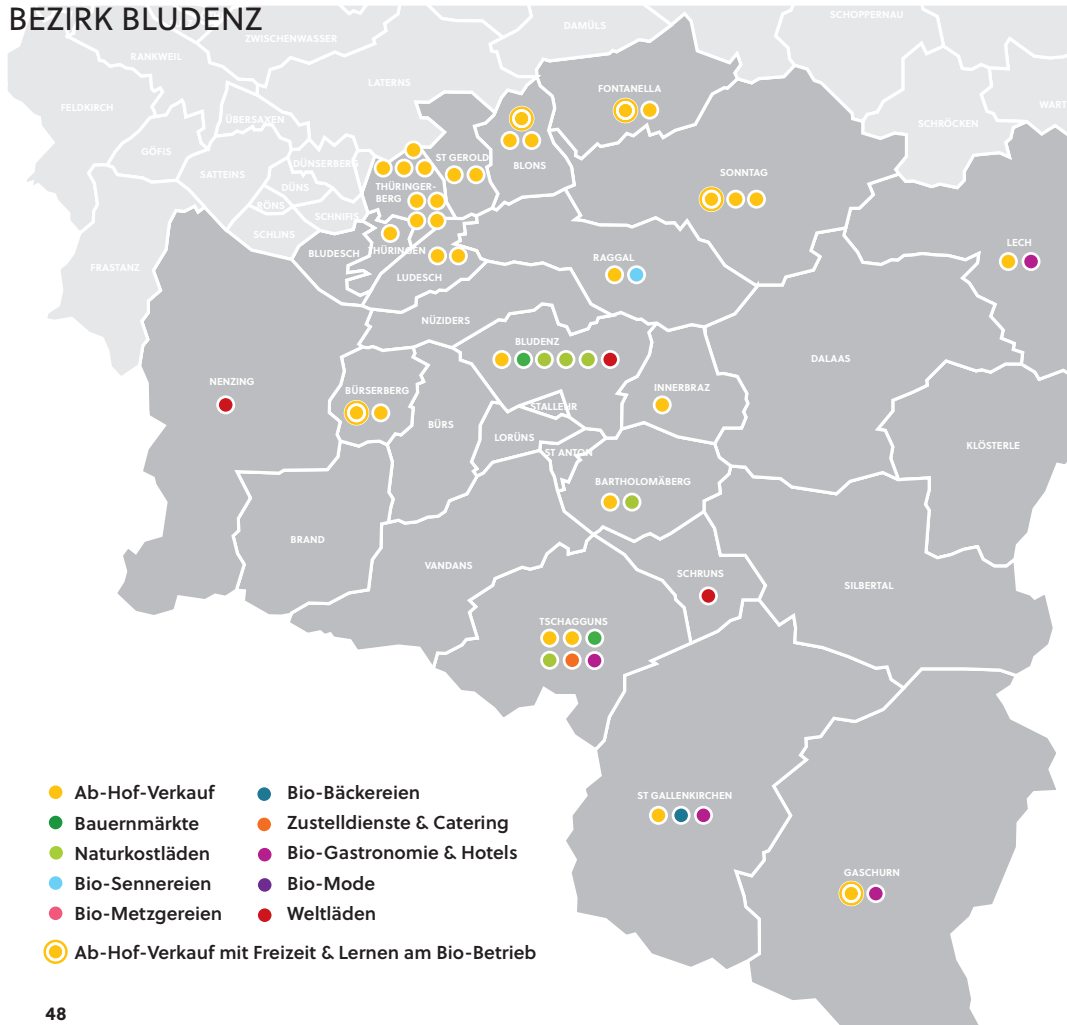 BEZIRK BLUDENZ
DAMÜLS
SCHOPPERNAU
ZWISCHENWASSER
RANKWEIL
LATERNS
FONTANELLA
FELDKIRCH
WART
ÜBERSAXEN
SCHRÖCKEN
GÖFIS
ST GEROLD
DÜNSERBERG
BLONS
SATTEINS
SONNTAG
THÜRINGER-
BERG
DÜNS
RÖNS
SCHNIFIS
SCHLINS
LECH
BLUDESCH
THÜRINGEN
RAGGAL
FRASTANZ
LUDESCH
NÜZIDERS
BLUDENZ
DALAAS
NENZING
BÜRSERBERG
INNERBRAZ
STALLEHR
BÜRS
LORÜNS
KLÖSTERLE
ST ANTON
BARTHOLOMÄBERG
BRAND
VANDANS
SCHRUNS
SILBERTAL
TSCHAGGUNS
ST GALLENKIRCHEN
GASCHURN
Ab-Hof-Verkauf
Bauernmärkte
Naturkostläden
Bio-Sennereien
Bio-Metzgereien
Bio-Bäckereien
Zustelldienste & Catering
Bio-Gastronomie & Hotels
Bio-Mode
Weltläden
Ab-Hof-Verkauf mit Freizeit & Lernen am Bio-Betrieb
48